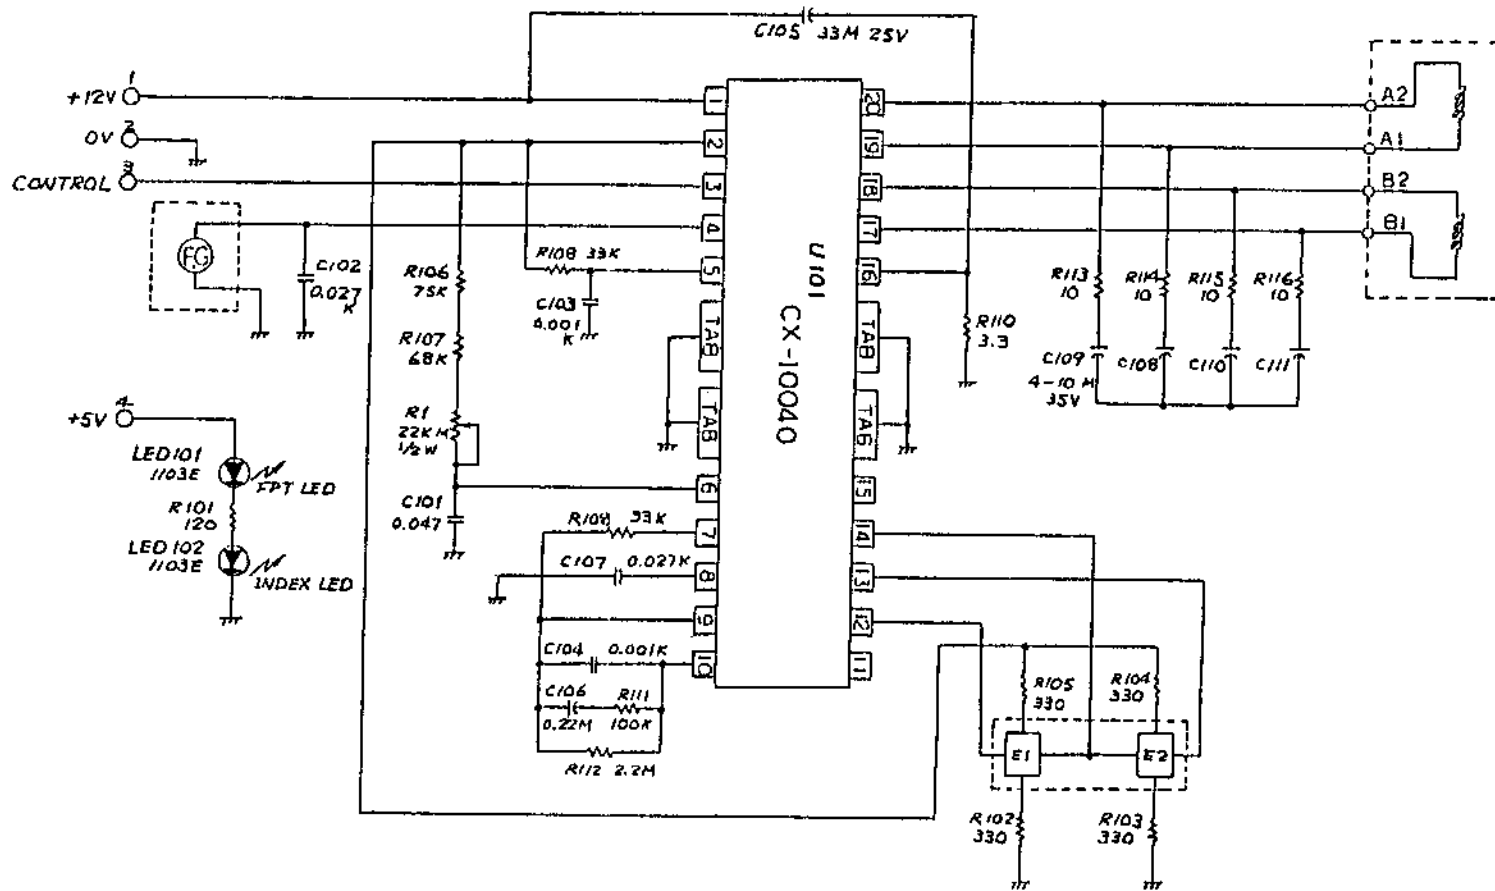 C105 33M 25V
1
+12V
2
0V
3
CONTROL
F.G
C102
0.027
K
R106
75K
R107
68K
R1
22K M
1/2W
C101
0.047
R108 33K
C103
0.001
K
4
+5V
LED101
1103E
FPT LED
R101
120
LED102
1103E
INDEX LED
R108 33K
C107 0.027K
C104 0.001K
C106
0.22M
R111
100K
R112 2.2M
1
2
3
4
5
TAB
TAB
6
7
8
9
10
U101
CX-10040
20
19
18
17
16
TAB
TAB
15
14
13
12
11
R110
3.3
A2
A1
B2
B1
R113
10
R114
10
R115
10
R116
10
C109
4-10 M
35V
C108
C110
C111
R105
330
R104
330
E1
E2
R102
330
R103
330